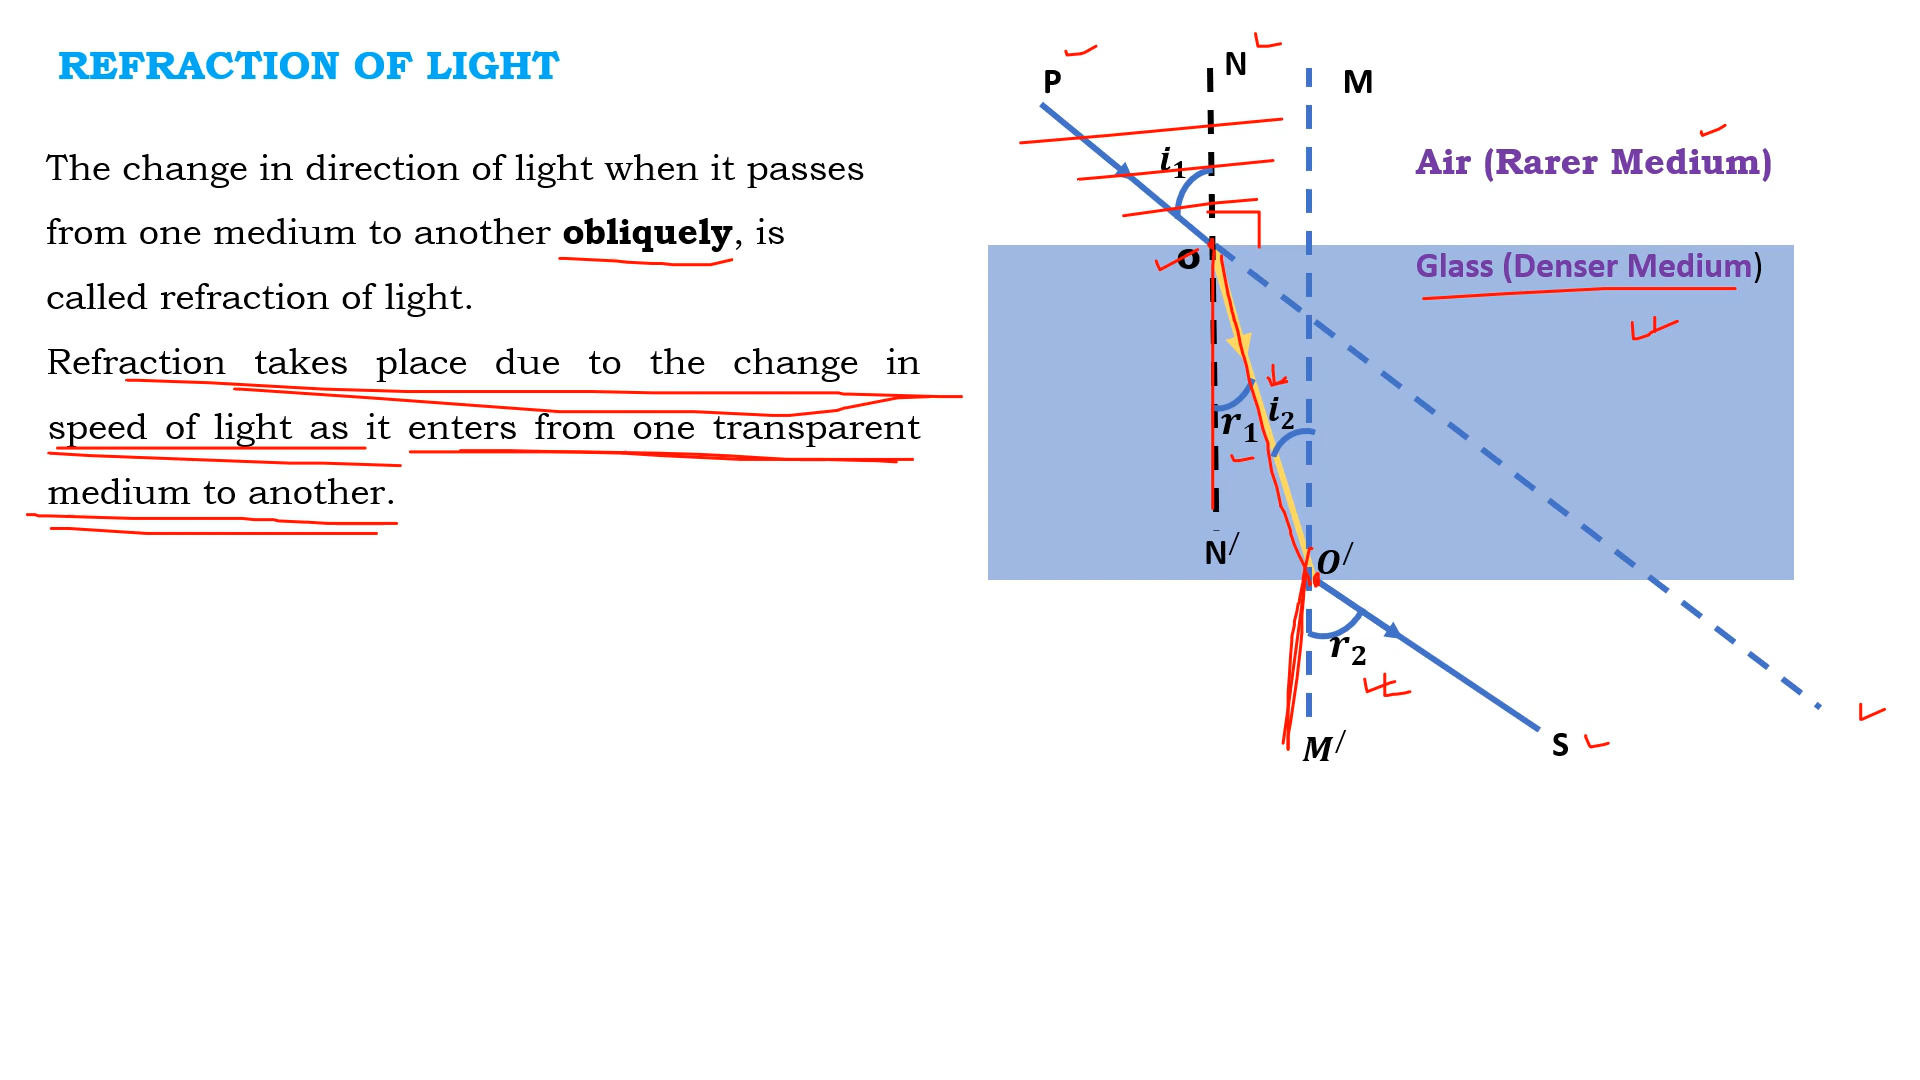 REFRACTION OF LIGHT
The change in direction of light when it passes
from one medium to another obliquely, is
called refraction of light.
Refraction takes place due to the change in
speed of light as it enters from one transparent
medium to another.
P
N
M
i₁
Air (Rarer Medium)
O
Glass (Denser Medium)
r₁
i₂
N/
O/
r₂
M/
S